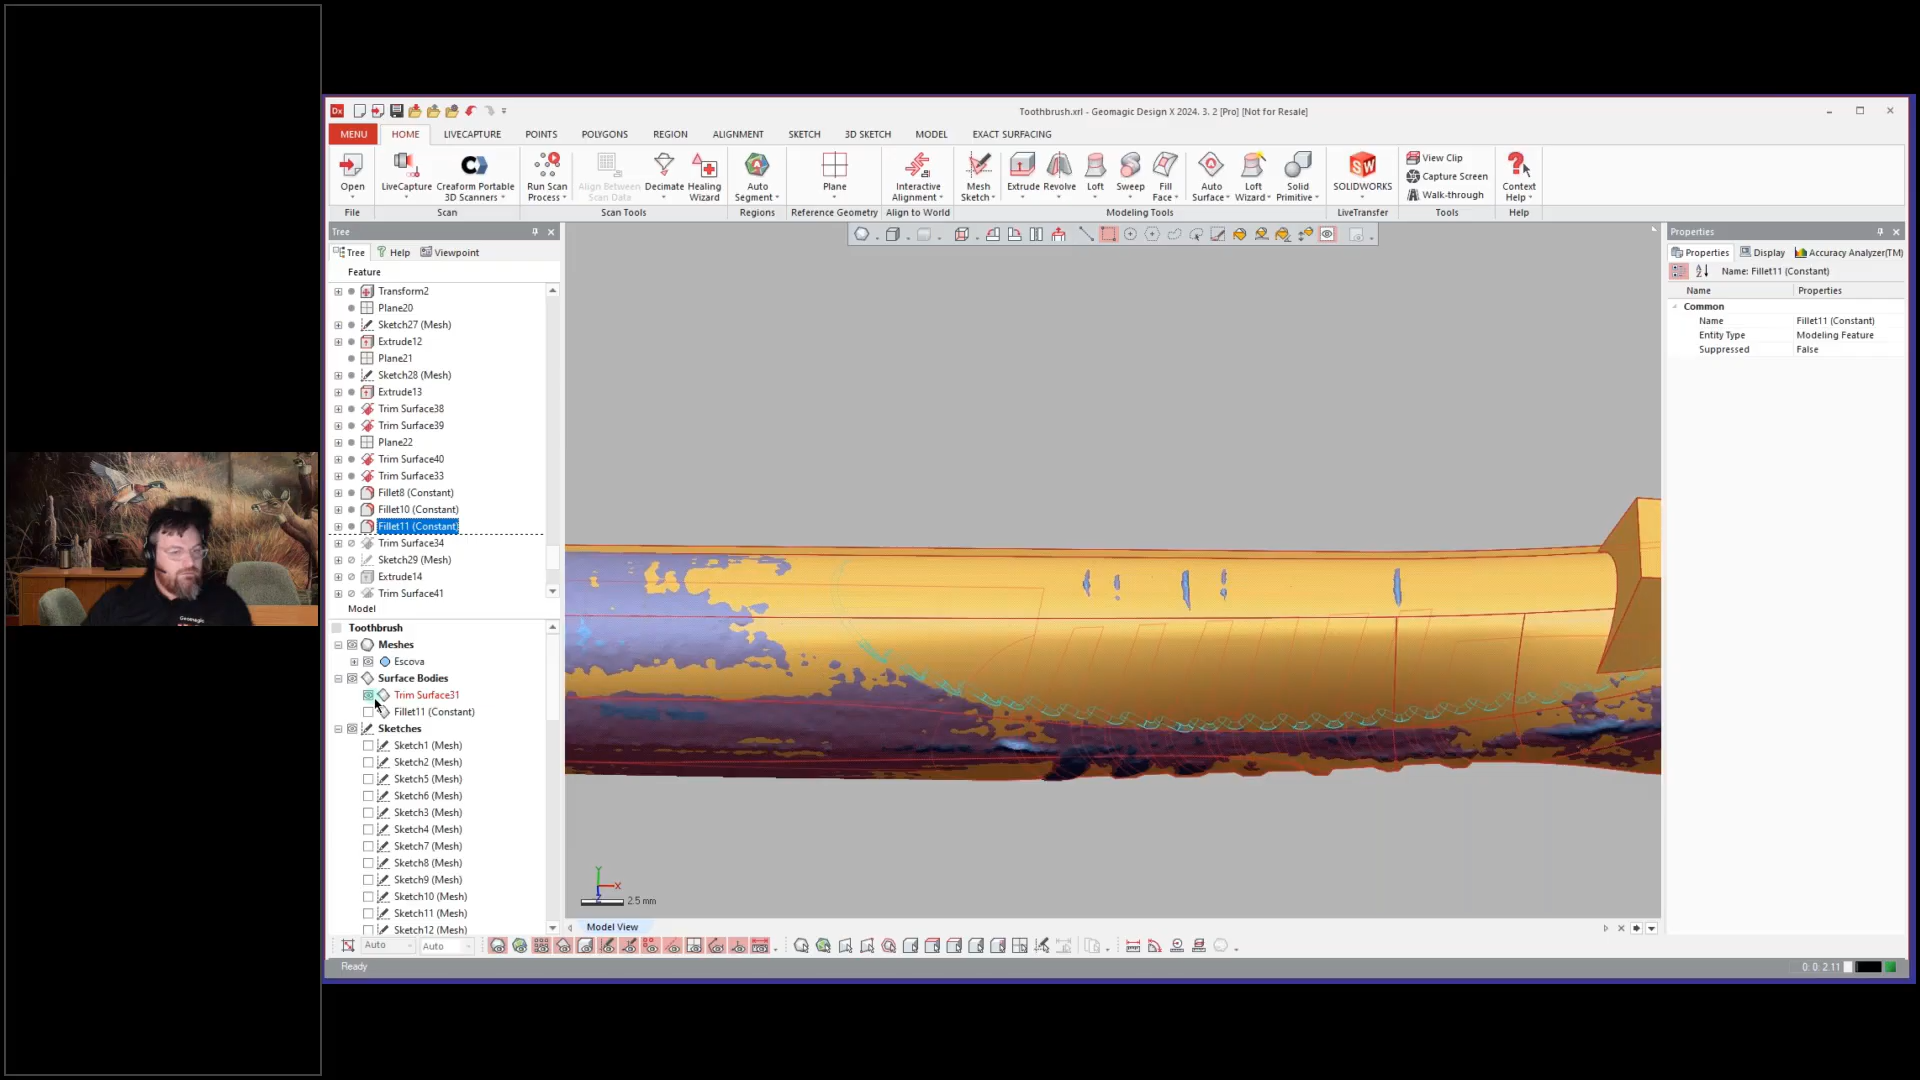 Toothbrush.xrl - Geomagic Design X 2024. 3. 2 [Pro] [Not for Resale]
MENU HOME LIVECAPTURE POINTS POLYGONS REGION ALIGNMENT SKETCH 3D SKETCH MODEL EXACT SURFACING
Open LiveCapture Creaform Portable 3D Scanners Run Scan Process Align Between Scan Data Decimate Healing Wizard Auto Segment Plane Interactive Alignment Mesh Sketch Extrude Revolve Loft Sweep Fill Face Auto Surface Loft Wizard Solid Primitive SOLIDWORKS View Clip Capture Screen Walk-through Context Help
File Scan Scan Tools Regions Reference Geometry Align to World Modeling Tools LiveTransfer Tools Help
Tree
Tree Help Viewpoint
Feature
Transform2
Plane20
Sketch27 (Mesh)
Extrude12
Plane21
Sketch28 (Mesh)
Extrude13
Trim Surface38
Trim Surface39
Plane22
Trim Surface40
Trim Surface33
Fillet8 (Constant)
Fillet10 (Constant)
Fillet11 (Constant)
Trim Surface34
Sketch29 (Mesh)
Extrude14
Trim Surface41
Model
Toothbrush
Meshes
Escova
Surface Bodies
Trim Surface31
Fillet11 (Constant)
Sketches
Sketch1 (Mesh)
Sketch2 (Mesh)
Sketch5 (Mesh)
Sketch6 (Mesh)
Sketch3 (Mesh)
Sketch4 (Mesh)
Sketch7 (Mesh)
Sketch8 (Mesh)
Sketch9 (Mesh)
Sketch10 (Mesh)
Sketch11 (Mesh)
Sketch12 (Mesh)
Y
X
Z
2.5 mm
Model View
Properties
Properties Display Accuracy Analyzer(TM)
Name: Fillet11 (Constant)
Name Properties
Common
Name Fillet11 (Constant)
Entity Type Modeling Feature
Suppressed False
Auto Auto
Ready
0: 0: 2.11
Geomagic